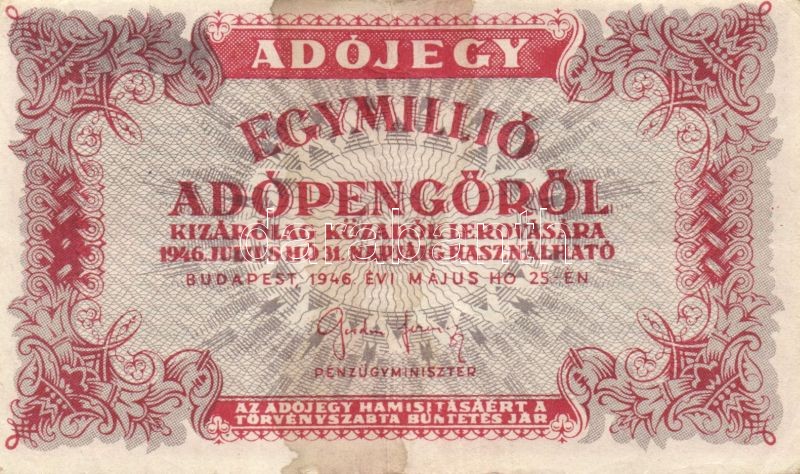 ADÓJEGY
EGYMILLIÓ
ADÓPENGŐRŐL
KIZÁRÓLAG KÖZADÓK LEROVÁSÁRA
1946. JÚLIUS HÓ 31. NAPJÁIG HASZNÁLHATÓ
BUDAPEST, 1946. ÉVI MÁJUS HÓ 25-ÉN
PÉNZÜGYMINISZTER
AZ ADÓJEGY HAMISÍTÁSÁÉRT A
TÖRVÉNYSZABTA BÜNTETÉS JÁR